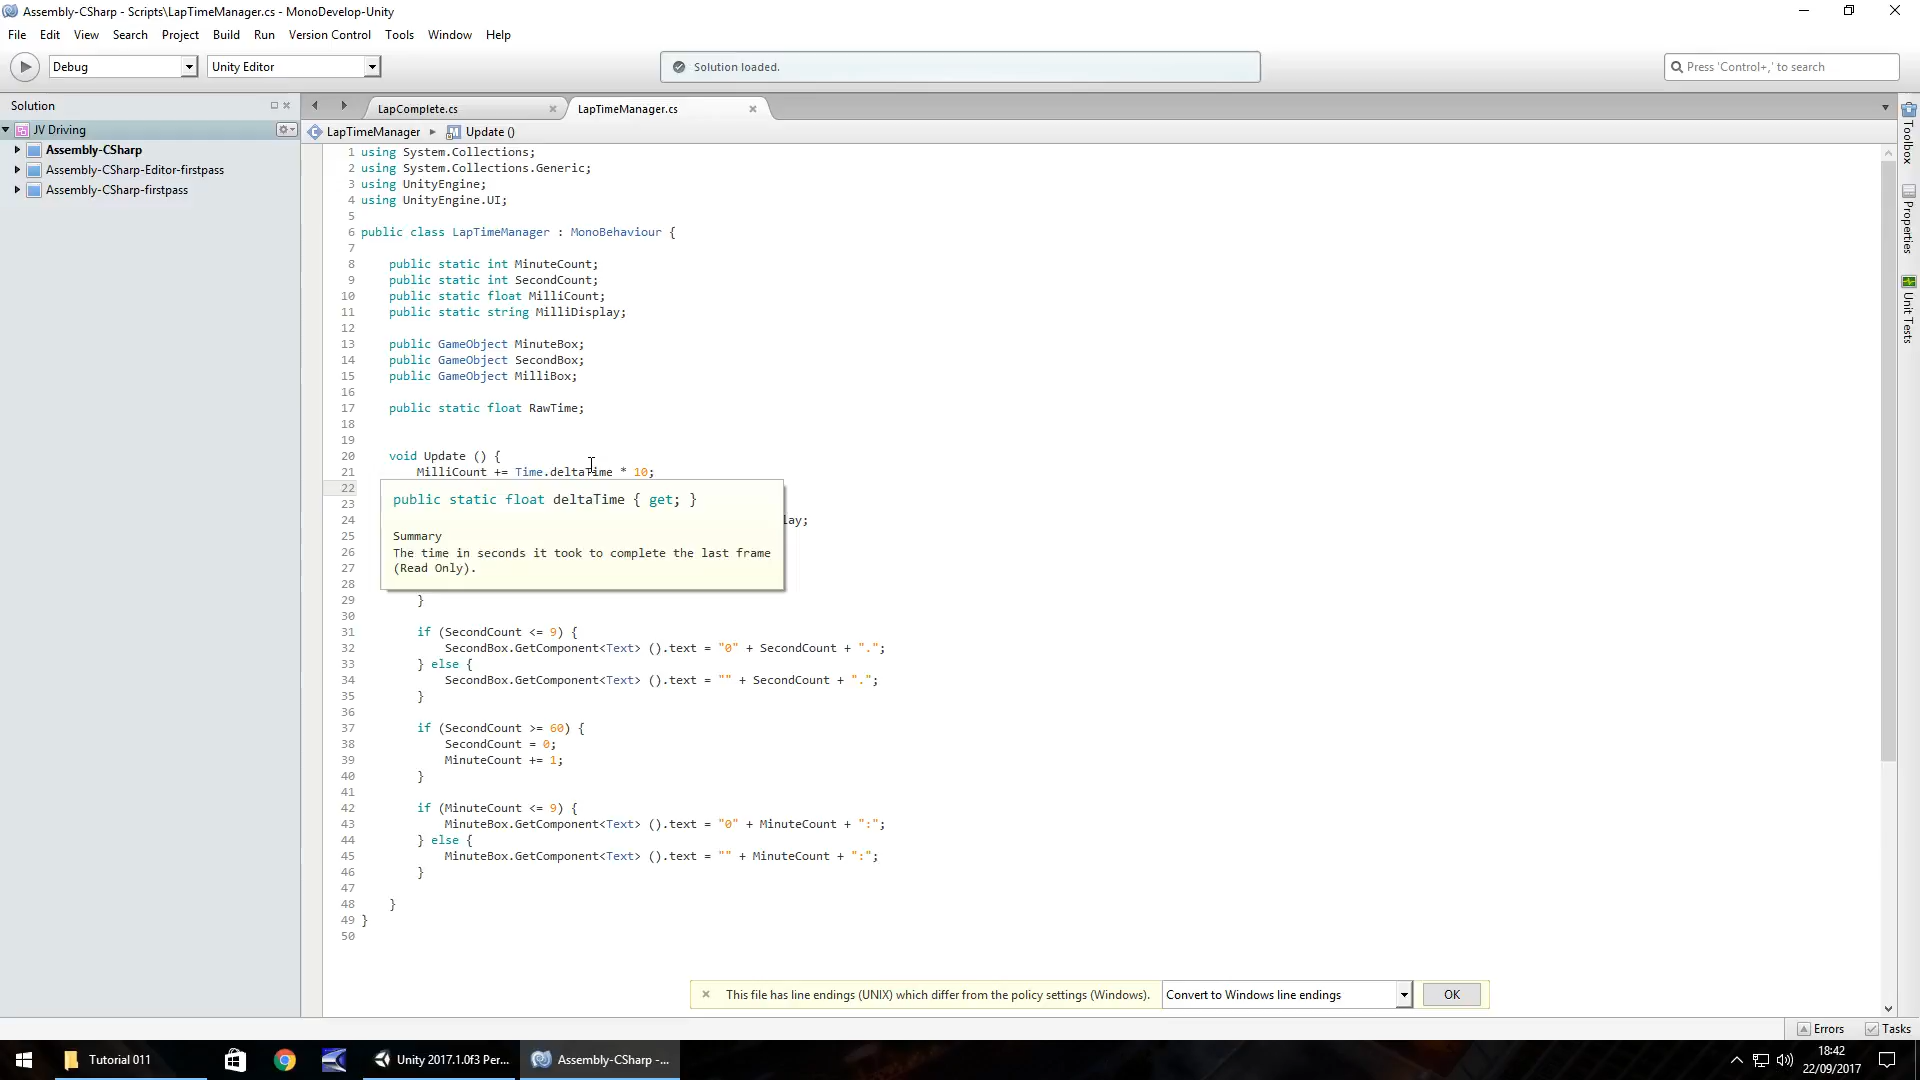 Assembly-CSharp - Scripts\LapTimeManager.cs - MonoDevelop-Unity
File Edit View Search Project Build Run Version Control Tools Window Help
Debug Unity Editor Solution loaded. Press 'Control+,' to search
Solution
JV Driving
Assembly-CSharp
Assembly-CSharp-Editor-firstpass
Assembly-CSharp-firstpass
LapComplete.cs LapTimeManager.cs
LapTimeManager Update ()
1 using System.Collections;
2 using System.Collections.Generic;
3 using UnityEngine;
4 using UnityEngine.UI;
5
6 public class LapTimeManager : MonoBehaviour {
7
8 public static int MinuteCount;
9 public static int SecondCount;
10 public static float MilliCount;
11 public static string MilliDisplay;
12
13 public GameObject MinuteBox;
14 public GameObject SecondBox;
15 public GameObject MilliBox;
16
17 public static float RawTime;
18
19
20 void Update () {
21 MilliCount += Time.deltaTime * 10;
22
23
24 lay;
25
26
27
28
29 }
30
31 if (SecondCount <= 9) {
32 SecondBox.GetComponent<Text> ().text = "0" + SecondCount + ".";
33 } else {
34 SecondBox.GetComponent<Text> ().text = "" + SecondCount + ".";
35 }
36
37 if (SecondCount >= 60) {
38 SecondCount = 0;
39 MinuteCount += 1;
40 }
41
42 if (MinuteCount <= 9) {
43 MinuteBox.GetComponent<Text> ().text = "0" + MinuteCount + ":";
44 } else {
45 MinuteBox.GetComponent<Text> ().text = "" + MinuteCount + ":";
46 }
47
48 }
49 }
50
public static float deltaTime { get; }
Summary
The time in seconds it took to complete the last frame
(Read Only).
This file has line endings (UNIX) which differ from the policy settings (Windows). Convert to Windows line endings OK
Toolbox
Properties
Unit Tests
Errors Tasks
Tutorial 011 Unity 2017.1.0f3 Per... Assembly-CSharp -...
18:42
22/09/2017